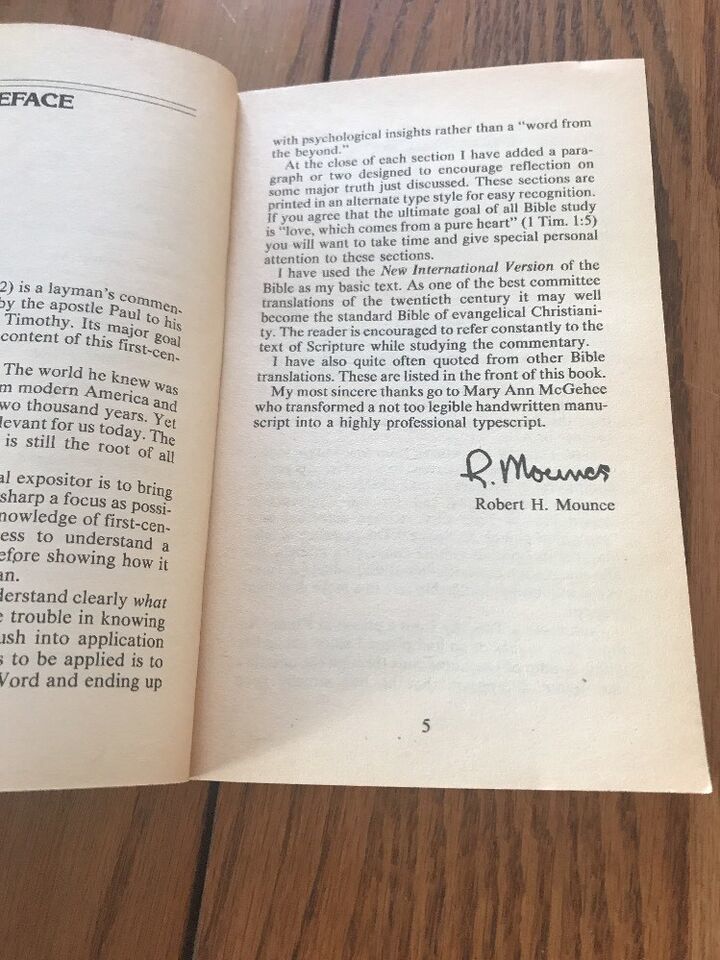 EFACE
2) is a layman's commen-
by the apostle Paul to his
Timothy. Its major goal
content of this first-cen-
The world he knew was
m modern America and
wo thousand years. Yet
levant for us today. The
is still the root of all
al expositor is to bring
sharp a focus as possi-
nowledge of first-cen-
ess to understand a
efore showing how it
an.
lerstand clearly what
e trouble in knowing
ush into application
s to be applied is to
Word and ending up
with psychological insights rather than a "word from
the beyond."
At the close of each section I have added a para-
graph or two designed to encourage reflection on
some major truth just discussed. These sections are
printed in an alternate type style for easy recognition.
If you agree that the ultimate goal of all Bible study
is "love, which comes from a pure heart" (1 Tim. 1:5)
you will want to take time and give special personal
attention to these sections.
I have used the New International Version of the
Bible as my basic text. As one of the best committee
translations of the twentieth century it may well
become the standard Bible of evangelical Christiani-
ty. The reader is encouraged to refer constantly to the
text of Scripture while studying the commentary.
I have also quite often quoted from other Bible
translations. These are listed in the front of this book.
My most sincere thanks go to Mary Ann McGehee
who transformed a not too legible handwritten manu-
script into a highly professional typescript.
R. Mounce
Robert H. Mounce
5